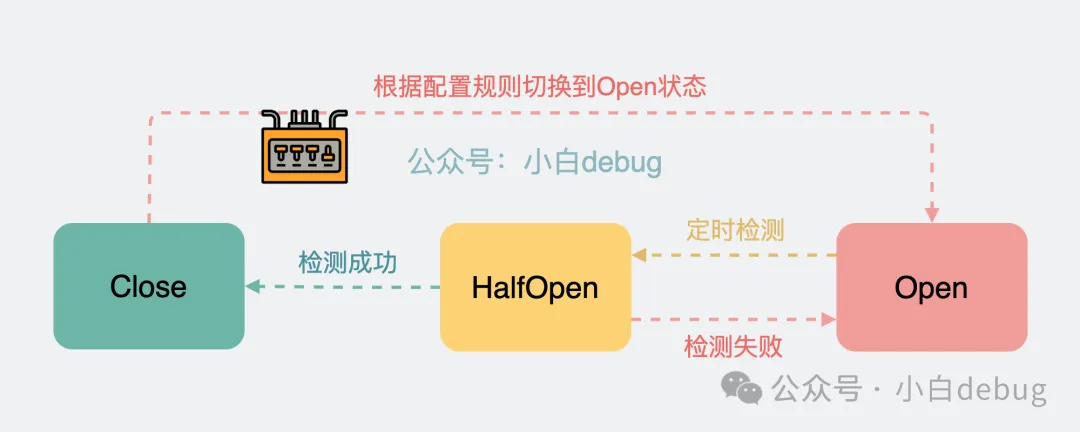 根据配置规则切换到Open状态
公众号：小白debug
定时检测
检测成功
Close
HalfOpen
Open
检测失败
公众号 · 小白debug